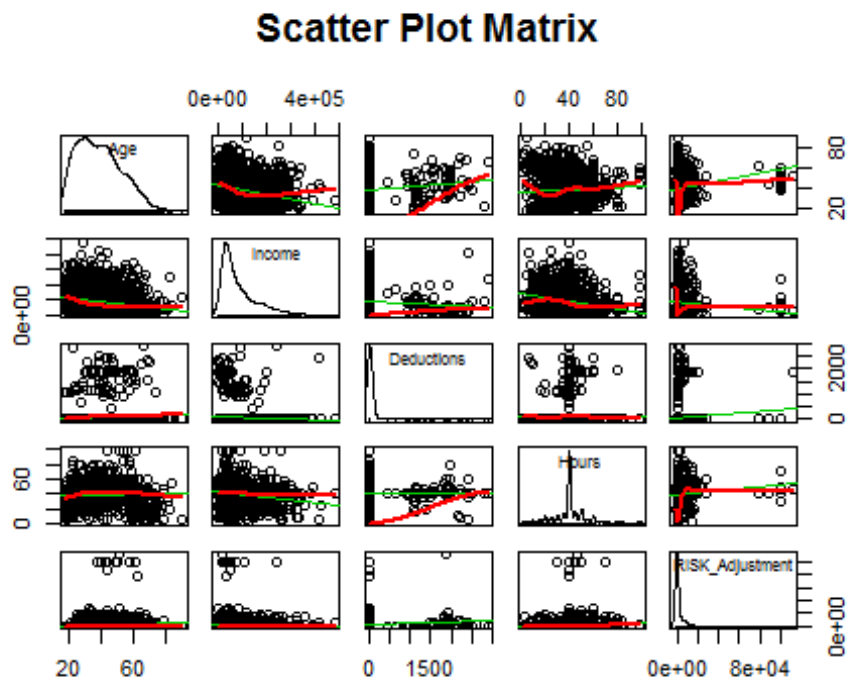 Scatter Plot Matrix
0e+00 4e+05 0 40 80
Age
20 80
Income
0e+00
Deductions
0 2000
Hours
0 60
RISK_Adjustment
0e+00
20 60 0 1500 0e+00 8e+04